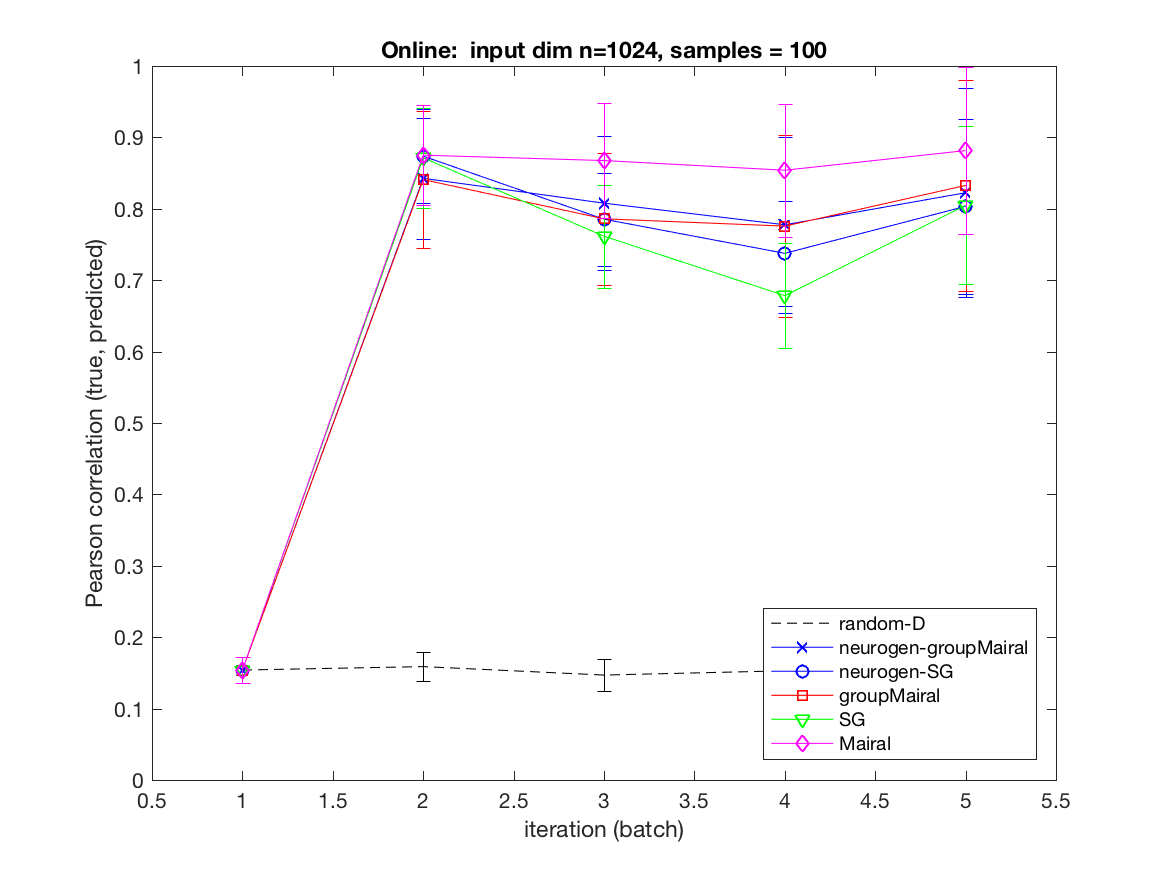 Online:  input dim n=1024, samples = 100
Pearson correlation (true, predicted)
1
0.9
0.8
0.7
0.6
0.5
0.4
0.3
0.2
0.1
0
random-D
neurogen-groupMairal
neurogen-SG
groupMairal
SG
Mairal
0.5 1 1.5 2 2.5 3 3.5 4 4.5 5 5.5
iteration (batch)